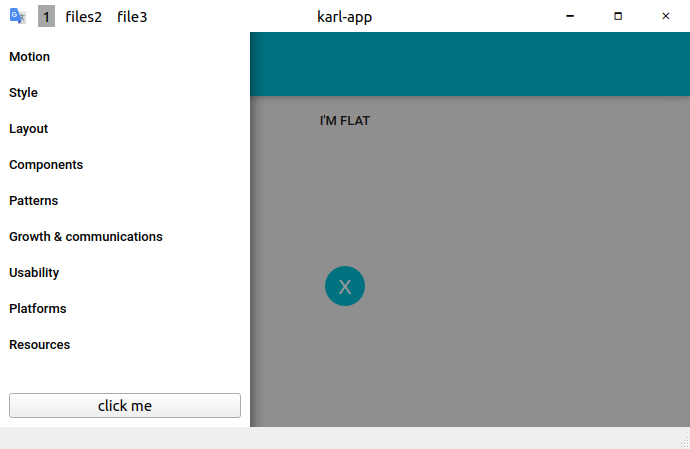 1 files2 file3 karl-app
Motion
I'M FLAT
Style
Layout
Components
Patterns
Growth & communications
Usability
X
Platforms
Resources
click me